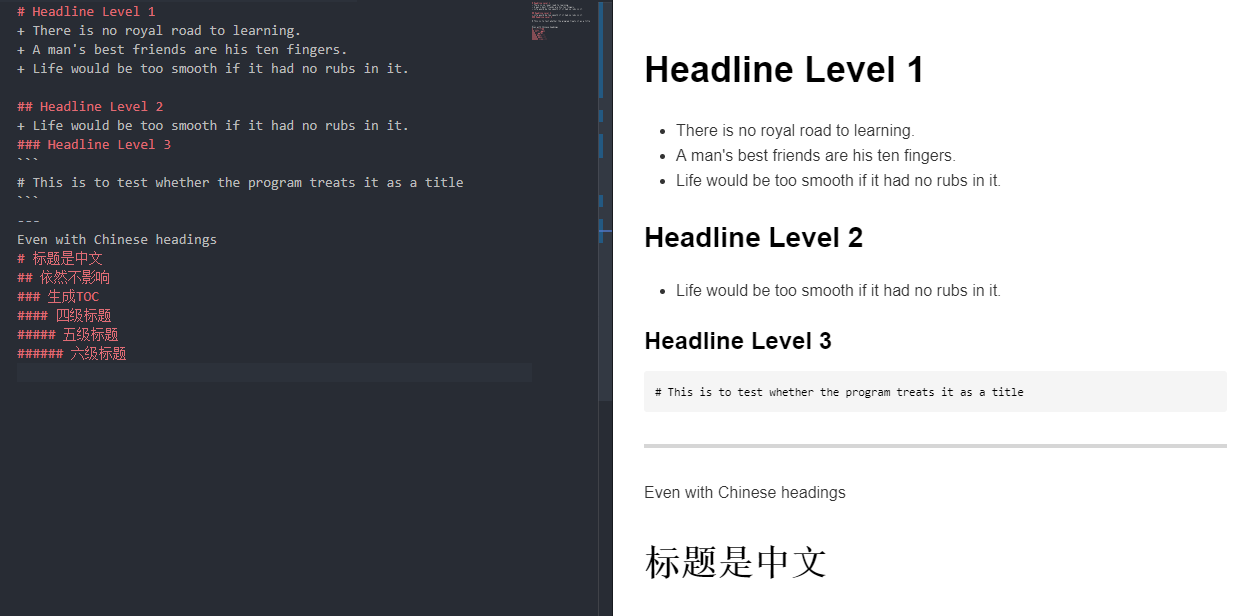 # Headline Level 1
+ There is no royal road to learning.
+ A man's best friends are his ten fingers.
+ Life would be too smooth if it had no rubs in it.
## Headline Level 2
+ Life would be too smooth if it had no rubs in it.
### Headline Level 3
```
# This is to test whether the program treats it as a title
```
---
Even with Chinese headings
# 标题是中文
## 依然不影响
### 生成TOC
#### 四级标题
##### 五级标题
###### 六级标题
Headline Level 1
• There is no royal road to learning.
• A man's best friends are his ten fingers.
• Life would be too smooth if it had no rubs in it.
Headline Level 2
• Life would be too smooth if it had no rubs in it.
Headline Level 3
# This is to test whether the program treats it as a title
Even with Chinese headings
标题是中文